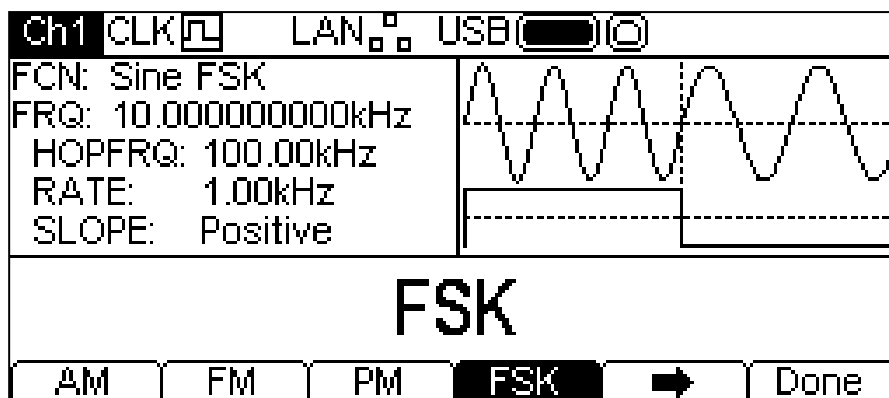 Ch1 CLK LAN USB
FCN: Sine FSK
FRQ: 10.000000000kHz
HOPFRQ: 100.00kHz
RATE: 1.00kHz
SLOPE: Positive
FSK
AM FM PM FSK Done